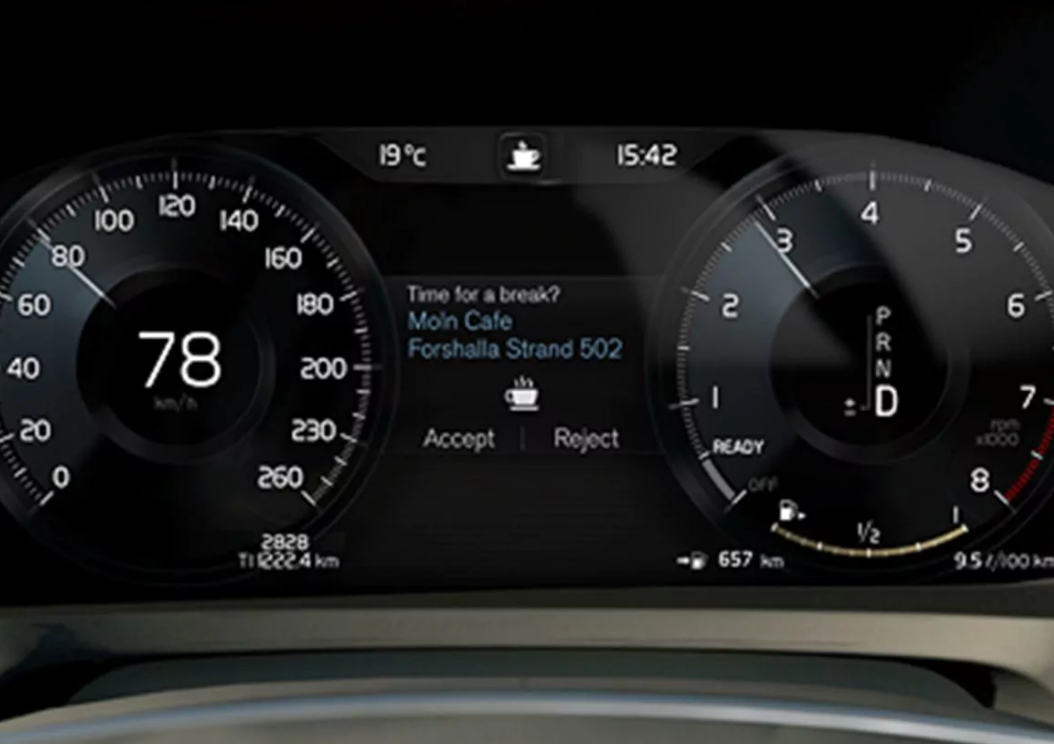 19°C 15:42
0
20
40
60
80
100
120
140
160
180
200
230
260
78
km/h
2828
T1 1222.4 km
Time for a break?
Moln Cafe
Forshalla Strand 502
Accept | Reject
1
2
3
4
5
6
7
8
rpm
x1000
P
R
N
± D
READY
OFF
1/2
1
657 km
9.5 l/100 km